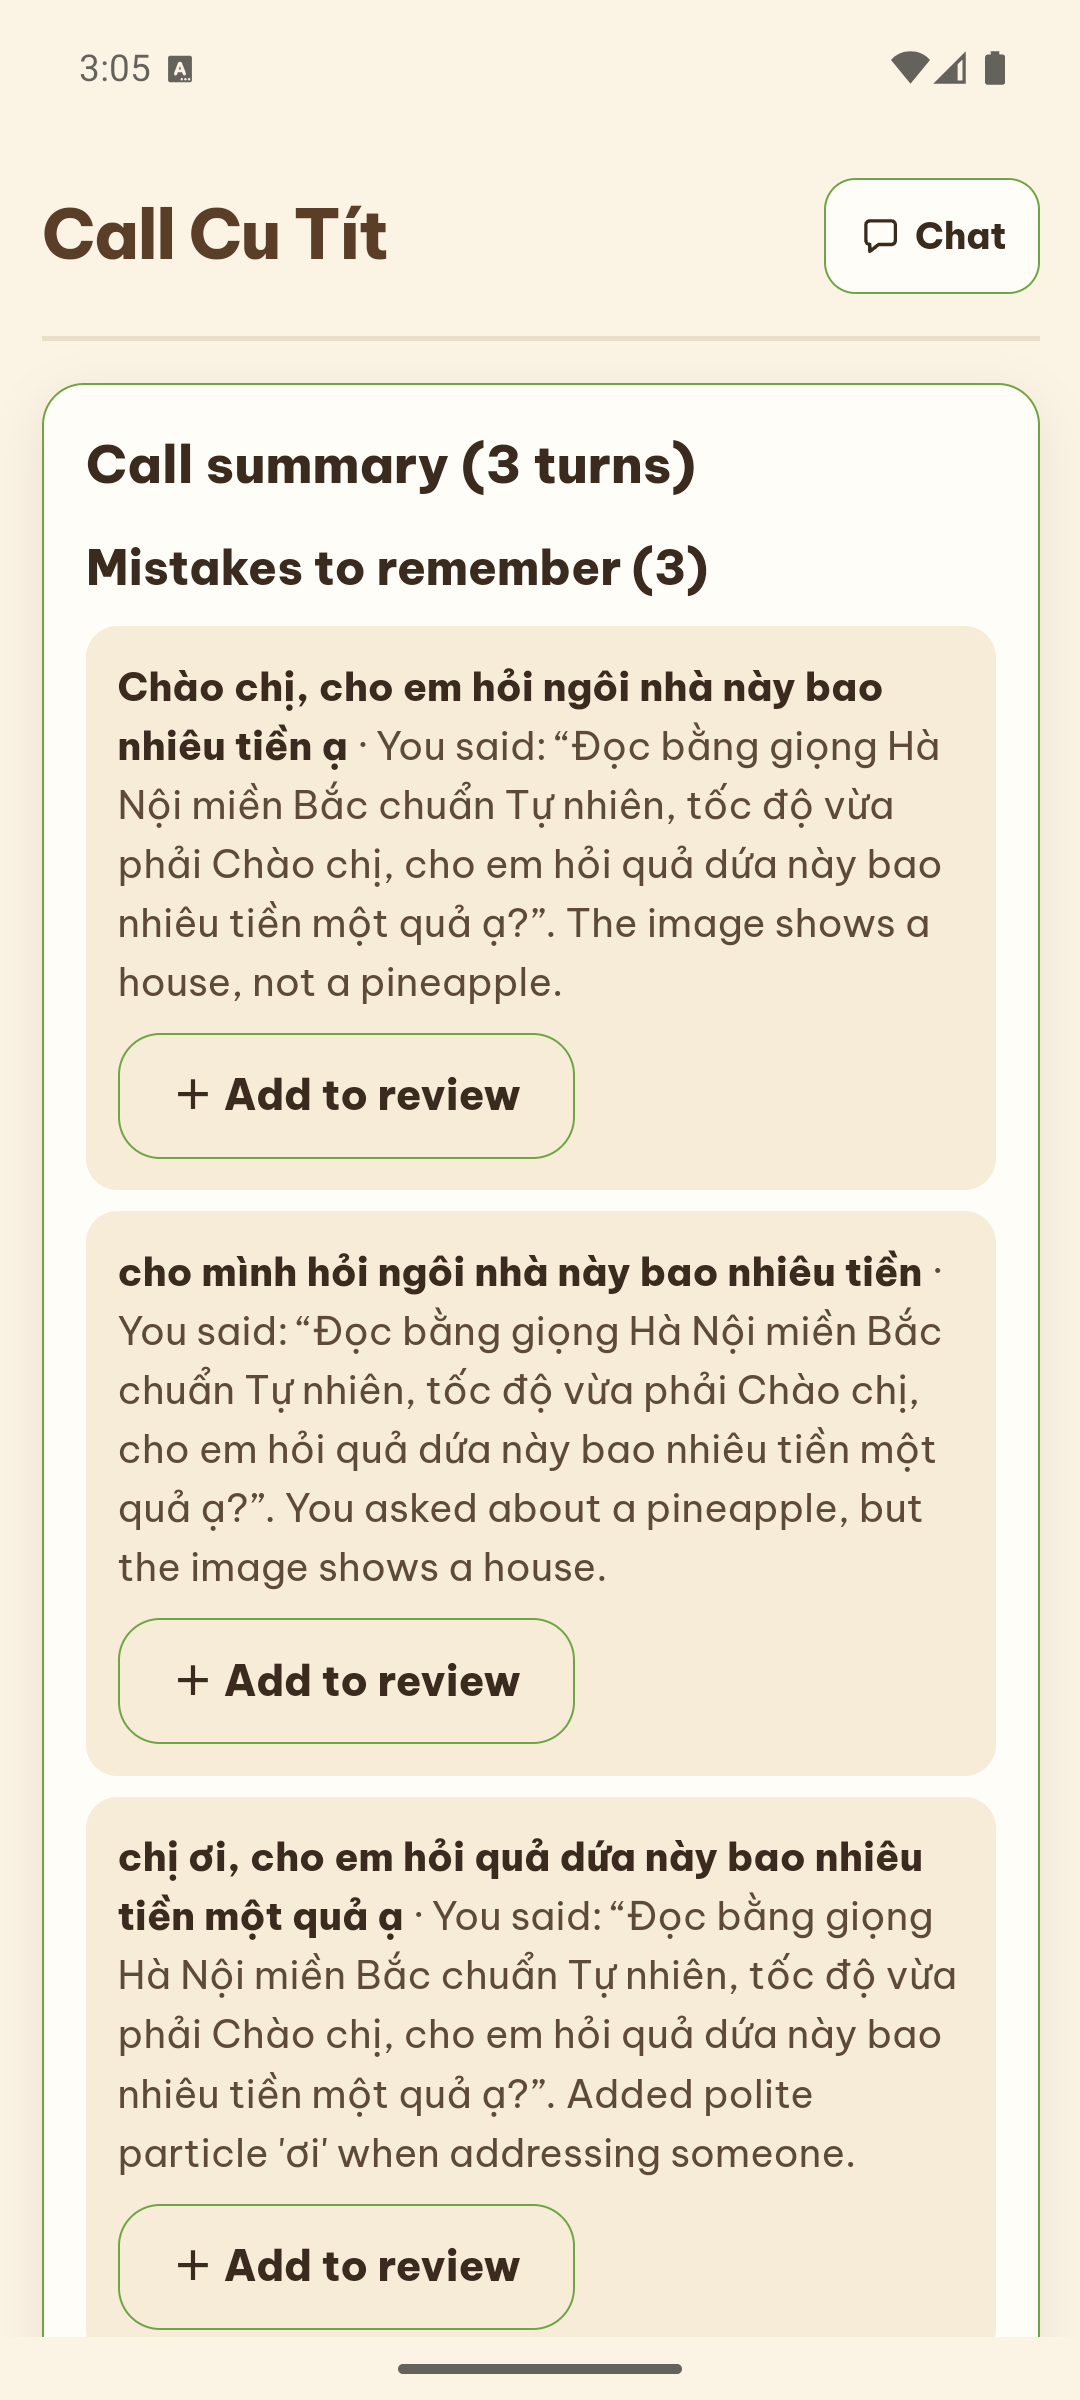 3:05
Call Cu Tít
Chat
Call summary (3 turns)
Mistakes to remember (3)
Chào chị, cho em hỏi ngôi nhà này bao
nhiêu tiền ạ · You said: “Đọc bằng giọng Hà
Nội miền Bắc chuẩn Tự nhiên, tốc độ vừa
phải Chào chị, cho em hỏi quả dứa này bao
nhiêu tiền một quả ạ?”. The image shows a
house, not a pineapple.
+ Add to review
cho mình hỏi ngôi nhà này bao nhiêu tiền ·
You said: “Đọc bằng giọng Hà Nội miền Bắc
chuẩn Tự nhiên, tốc độ vừa phải Chào chị,
cho em hỏi quả dứa này bao nhiêu tiền một
quả ạ?”. You asked about a pineapple, but
the image shows a house.
+ Add to review
chị ơi, cho em hỏi quả dứa này bao nhiêu
tiền một quả ạ · You said: “Đọc bằng giọng
Hà Nội miền Bắc chuẩn Tự nhiên, tốc độ vừa
phải Chào chị, cho em hỏi quả dứa này bao
nhiêu tiền một quả ạ?”. Added polite
particle 'ơi' when addressing someone.
+ Add to review